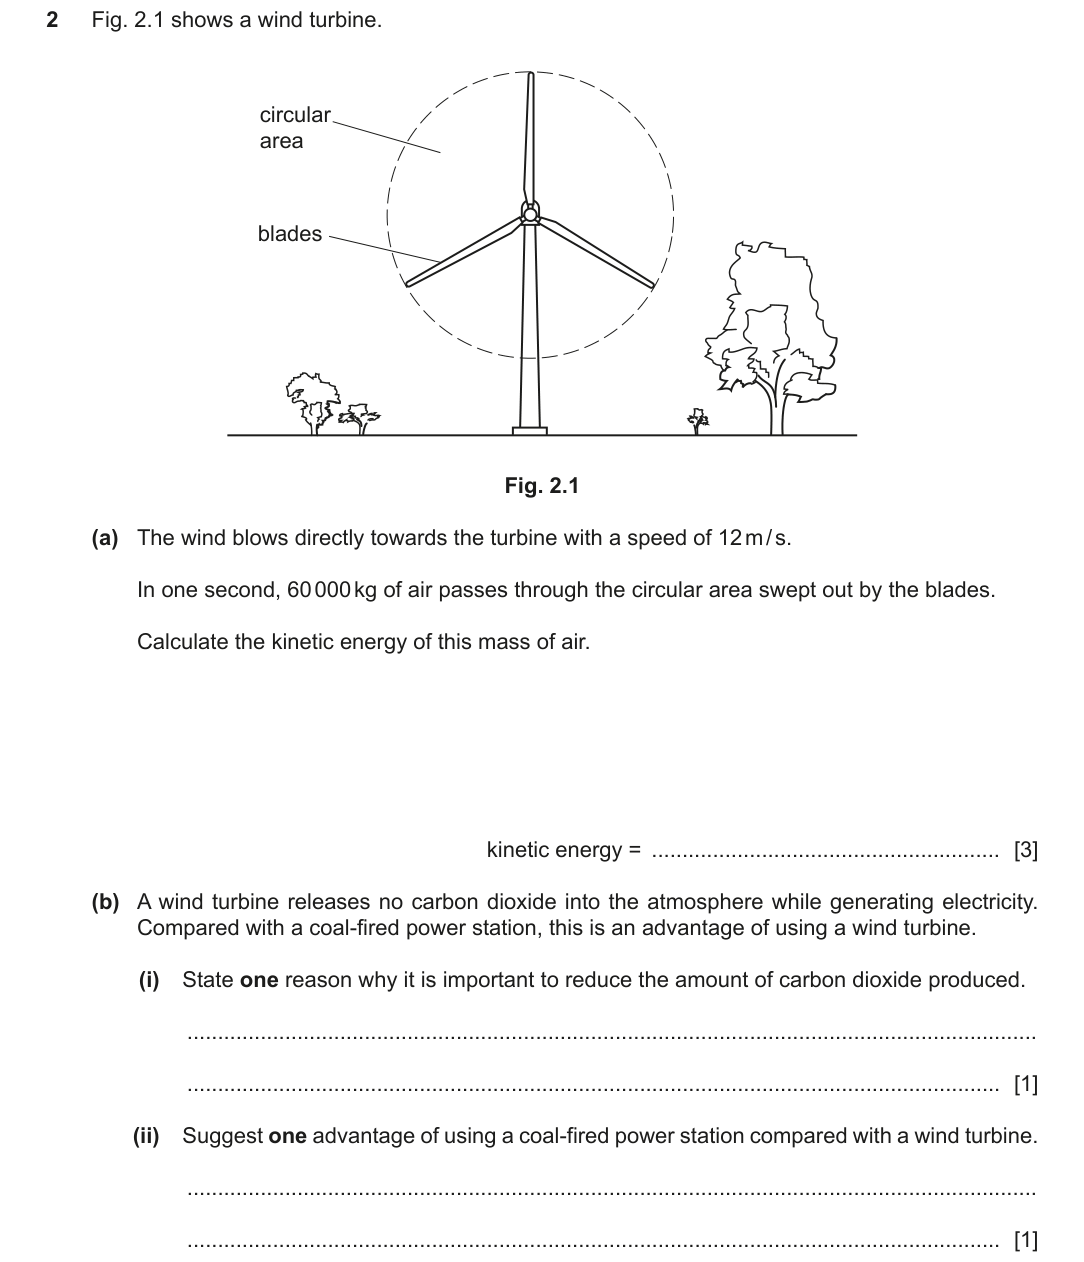 2 Fig. 2.1 shows a wind turbine.
circular
area
blades
Fig. 2.1
(a) The wind blows directly towards the turbine with a speed of 12 m / s.
In one second, 60 000 kg of air passes through the circular area swept out by the blades.
Calculate the kinetic energy of this mass of air.
kinetic energy = ......................................................... [3]
(b) A wind turbine releases no carbon dioxide into the atmosphere while generating electricity.
Compared with a coal-fired power station, this is an advantage of using a wind turbine.
(i) State one reason why it is important to reduce the amount of carbon dioxide produced.
...........................................................................................................................................
..................................................................................................................................... [1]
(ii) Suggest one advantage of using a coal-fired power station compared with a wind turbine.
...........................................................................................................................................
..................................................................................................................................... [1]